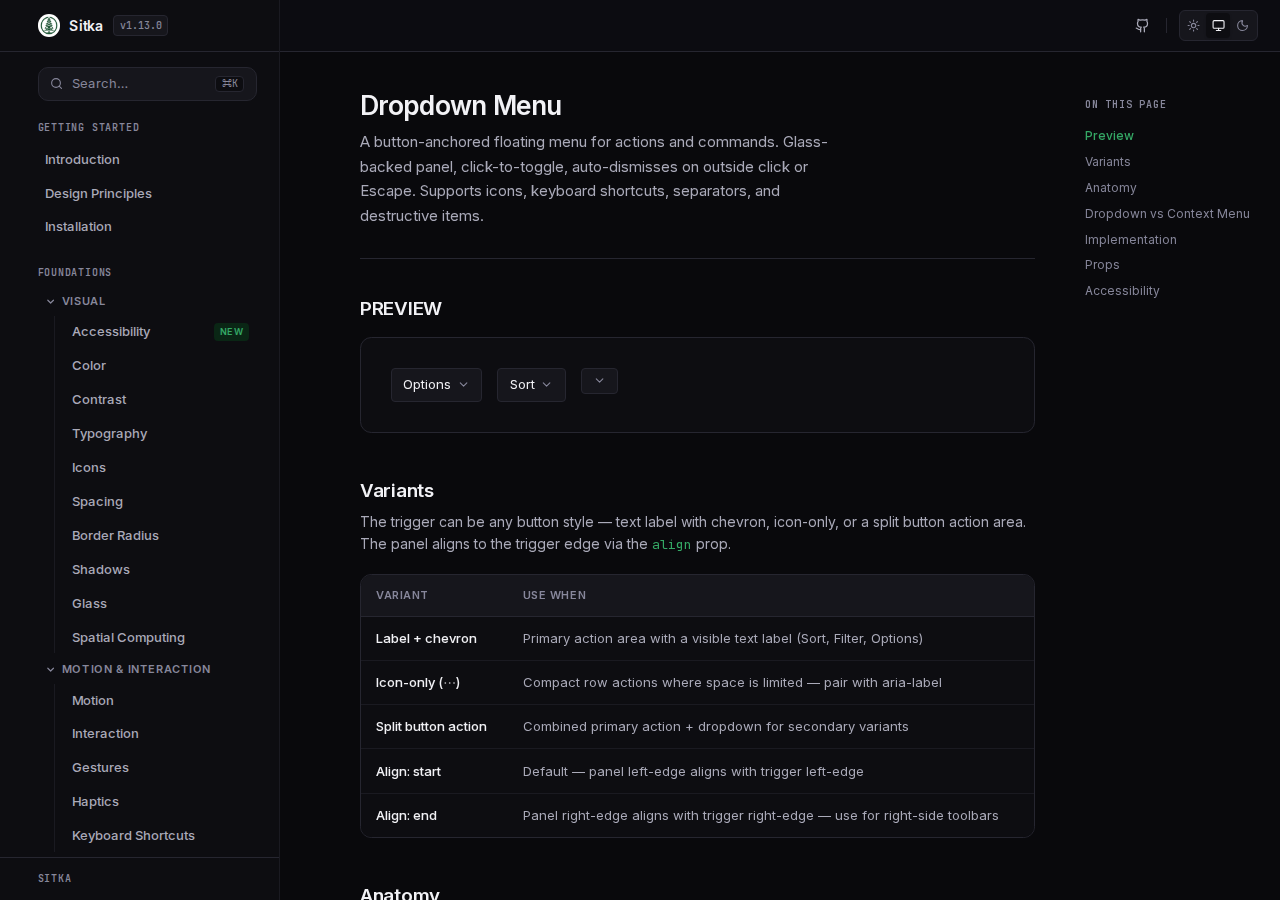 Sitka v1.13.0
Search... ⌘K
GETTING STARTED
Introduction
Design Principles
Installation
FOUNDATIONS
VISUAL
Accessibility NEW
Color
Contrast
Typography
Icons
Spacing
Border Radius
Shadows
Glass
Spatial Computing
MOTION & INTERACTION
Motion
Interaction
Gestures
Haptics
Keyboard Shortcuts
SITKA
Dropdown Menu
A button-anchored floating menu for actions and commands. Glass-
backed panel, click-to-toggle, auto-dismisses on outside click or
Escape. Supports icons, keyboard shortcuts, separators, and
destructive items.
PREVIEW
Options Sort
Variants
The trigger can be any button style — text label with chevron, icon-only, or a split button action area.
The panel aligns to the trigger edge via the align prop.
VARIANT USE WHEN
Label + chevron Primary action area with a visible text label (Sort, Filter, Options)
Icon-only (···) Compact row actions where space is limited — pair with aria-label
Split button action Combined primary action + dropdown for secondary variants
Align: start Default — panel left-edge aligns with trigger left-edge
Align: end Panel right-edge aligns with trigger right-edge — use for right-side toolbars
Anatomy
ON THIS PAGE
Preview
Variants
Anatomy
Dropdown vs Context Menu
Implementation
Props
Accessibility